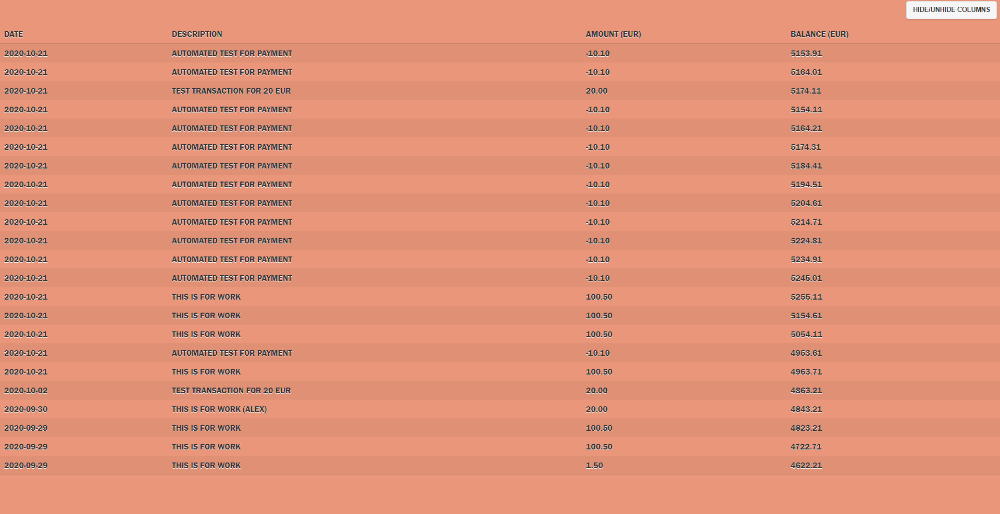 HIDE/UNHIDE COLUMNS
DATE DESCRIPTION AMOUNT (EUR) BALANCE (EUR)
2020-10-21 AUTOMATED TEST FOR PAYMENT -10.10 5153.91
2020-10-21 AUTOMATED TEST FOR PAYMENT -10.10 5164.01
2020-10-21 TEST TRANSACTION FOR 20 EUR 20.00 5174.11
2020-10-21 AUTOMATED TEST FOR PAYMENT -10.10 5154.11
2020-10-21 AUTOMATED TEST FOR PAYMENT -10.10 5164.21
2020-10-21 AUTOMATED TEST FOR PAYMENT -10.10 5174.31
2020-10-21 AUTOMATED TEST FOR PAYMENT -10.10 5184.41
2020-10-21 AUTOMATED TEST FOR PAYMENT -10.10 5194.51
2020-10-21 AUTOMATED TEST FOR PAYMENT -10.10 5204.61
2020-10-21 AUTOMATED TEST FOR PAYMENT -10.10 5214.71
2020-10-21 AUTOMATED TEST FOR PAYMENT -10.10 5224.81
2020-10-21 AUTOMATED TEST FOR PAYMENT -10.10 5234.91
2020-10-21 AUTOMATED TEST FOR PAYMENT -10.10 5245.01
2020-10-21 THIS IS FOR WORK 100.50 5255.11
2020-10-21 THIS IS FOR WORK 100.50 5154.61
2020-10-21 THIS IS FOR WORK 100.50 5054.11
2020-10-21 AUTOMATED TEST FOR PAYMENT -10.10 4953.61
2020-10-21 THIS IS FOR WORK 100.50 4963.71
2020-10-02 TEST TRANSACTION FOR 20 EUR 20.00 4863.21
2020-09-30 THIS IS FOR WORK (ALEX) 20.00 4843.21
2020-09-29 THIS IS FOR WORK 100.50 4823.21
2020-09-29 THIS IS FOR WORK 100.50 4722.71
2020-09-29 THIS IS FOR WORK 1.50 4622.21